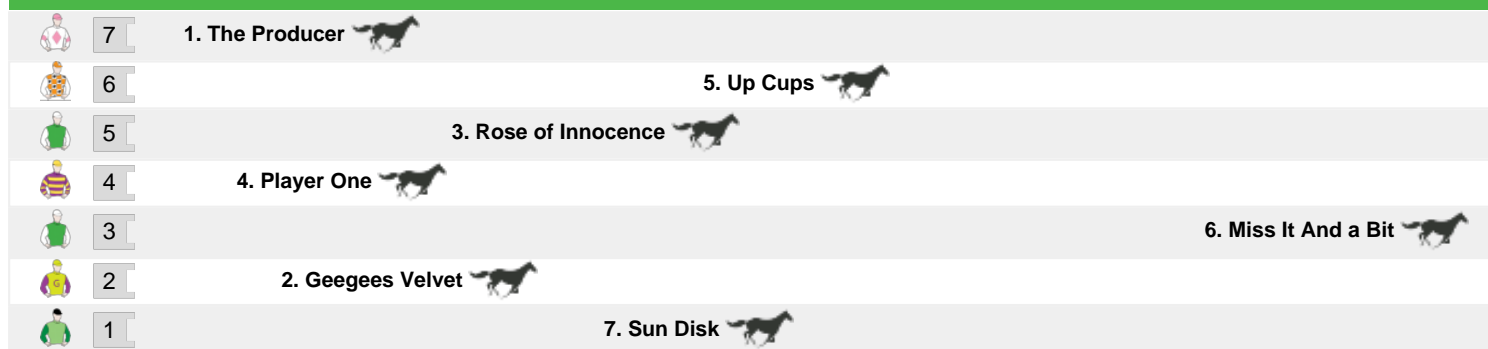 7 1. The Producer
6 5. Up Cups
5 3. Rose of Innocence
4 4. Player One
3 6. Miss It And a Bit
2 2. Geegees Velvet
G
1 7. Sun Disk